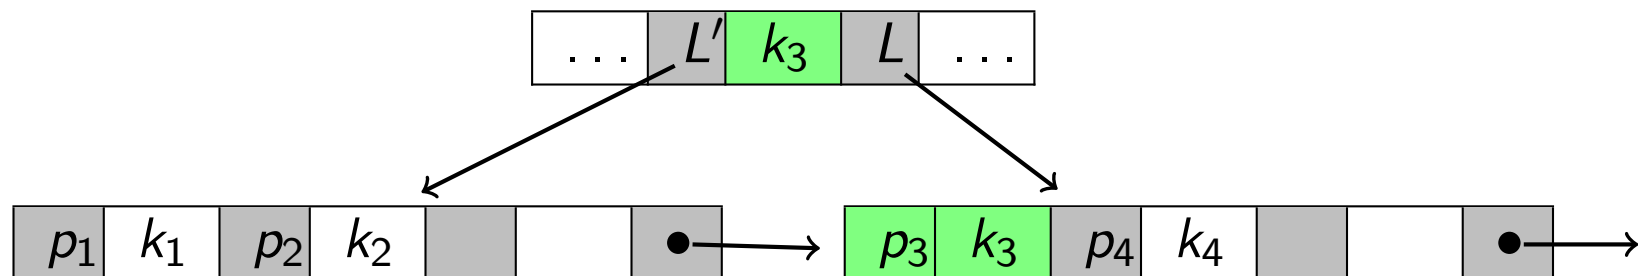 ... L′ k₃ L ...
p₁ k₁ p₂ k₂ p₃ k₃ p₄ k₄